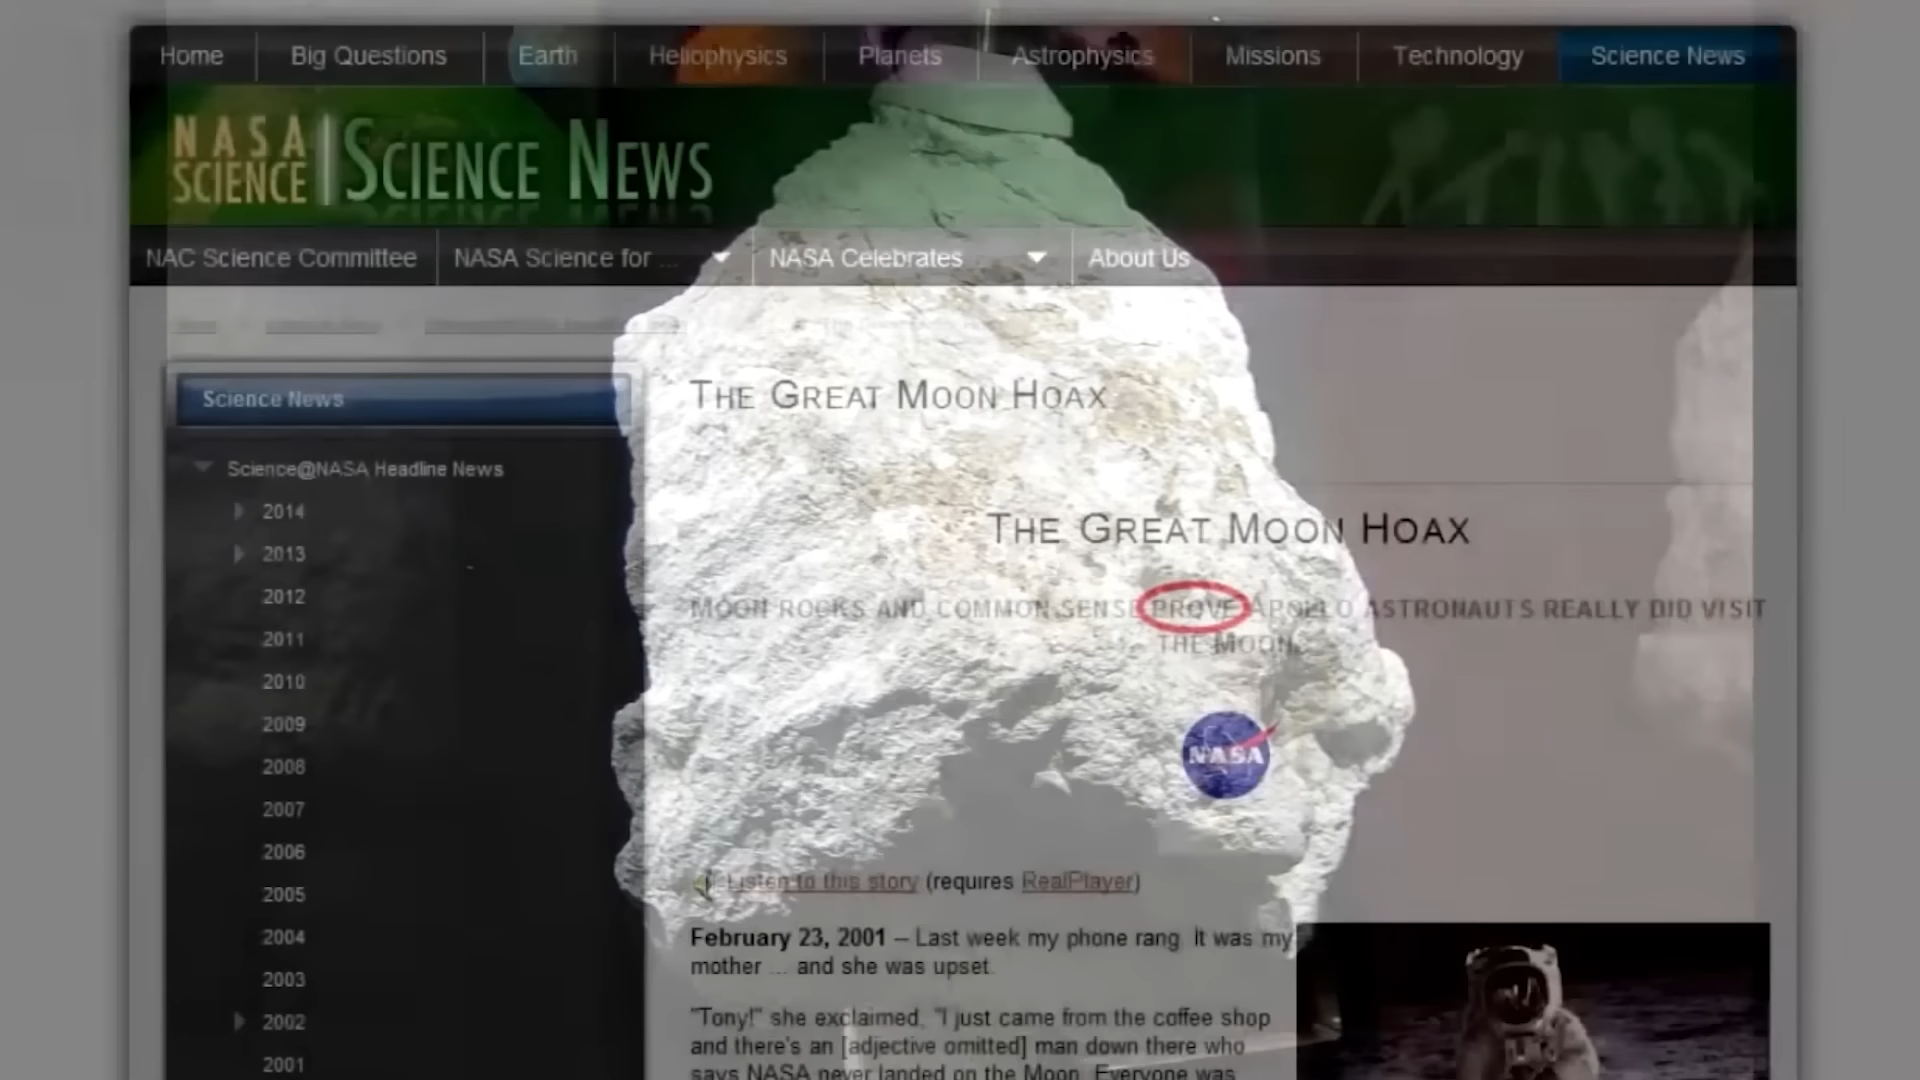 Home Big Questions Earth Heliophysics Planets Astrophysics Missions Technology Science News
NASA SCIENCE | SCIENCE NEWS
NAC Science Committee NASA Science for ... NASA Celebrates About Us
Science News
Science@NASA Headline News
2014
2013
2012
2011
2010
2009
2008
2007
2006
2005
2004
2003
2002
2001
THE GREAT MOON HOAX
THE GREAT MOON HOAX
MOON ROCKS AND COMMON SENSE PROVE APOLLO ASTRONAUTS REALLY DID VISIT
THE MOON.
NASA
Listen to this story (requires RealPlayer)
February 23, 2001 -- Last week my phone rang. It was my
mother ... and she was upset.
"Tony!" she exclaimed. "I just came from the coffee shop
and there's an [adjective omitted] man down there who
says NASA never landed on the Moon. Everyone was